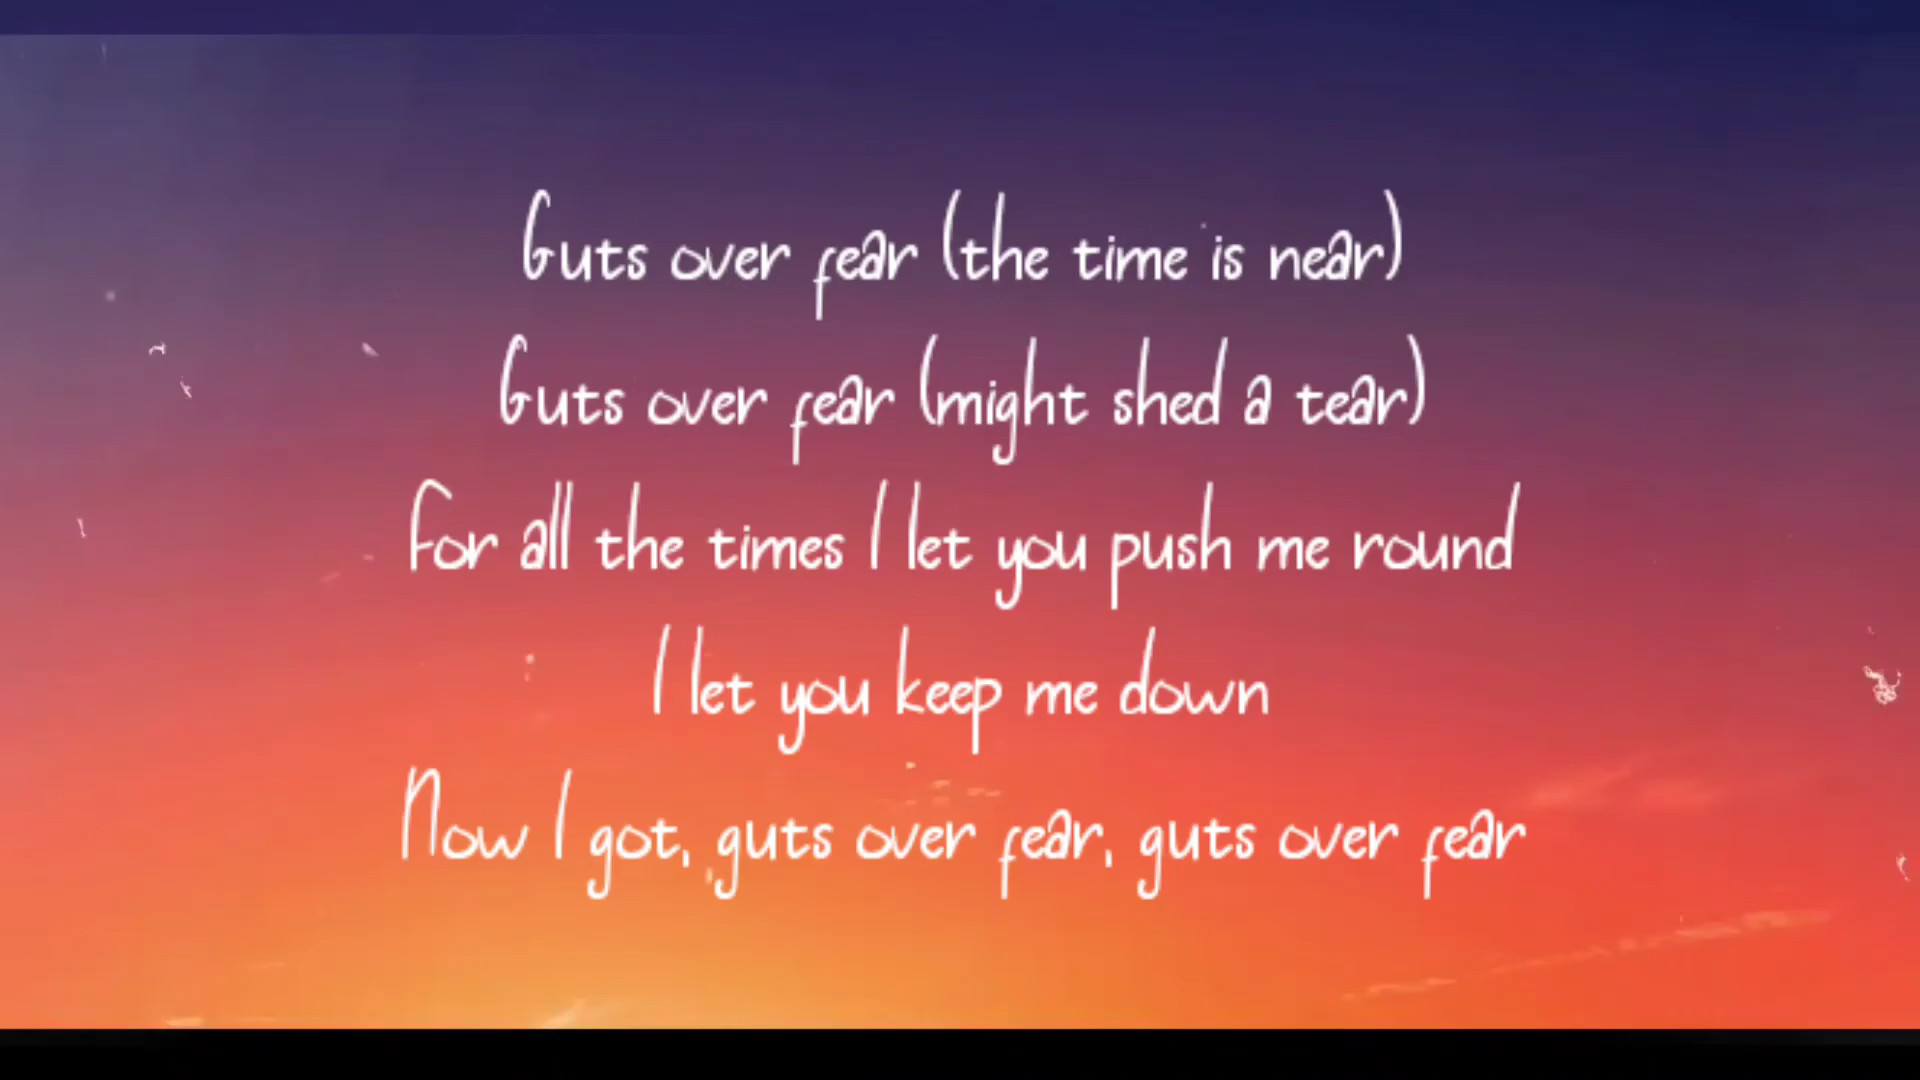 Guts over fear (the time is near)
Guts over fear (might shed a tear)
For all the times I let you push me round
I let you keep me down
Now I got, guts over fear, guts over fear